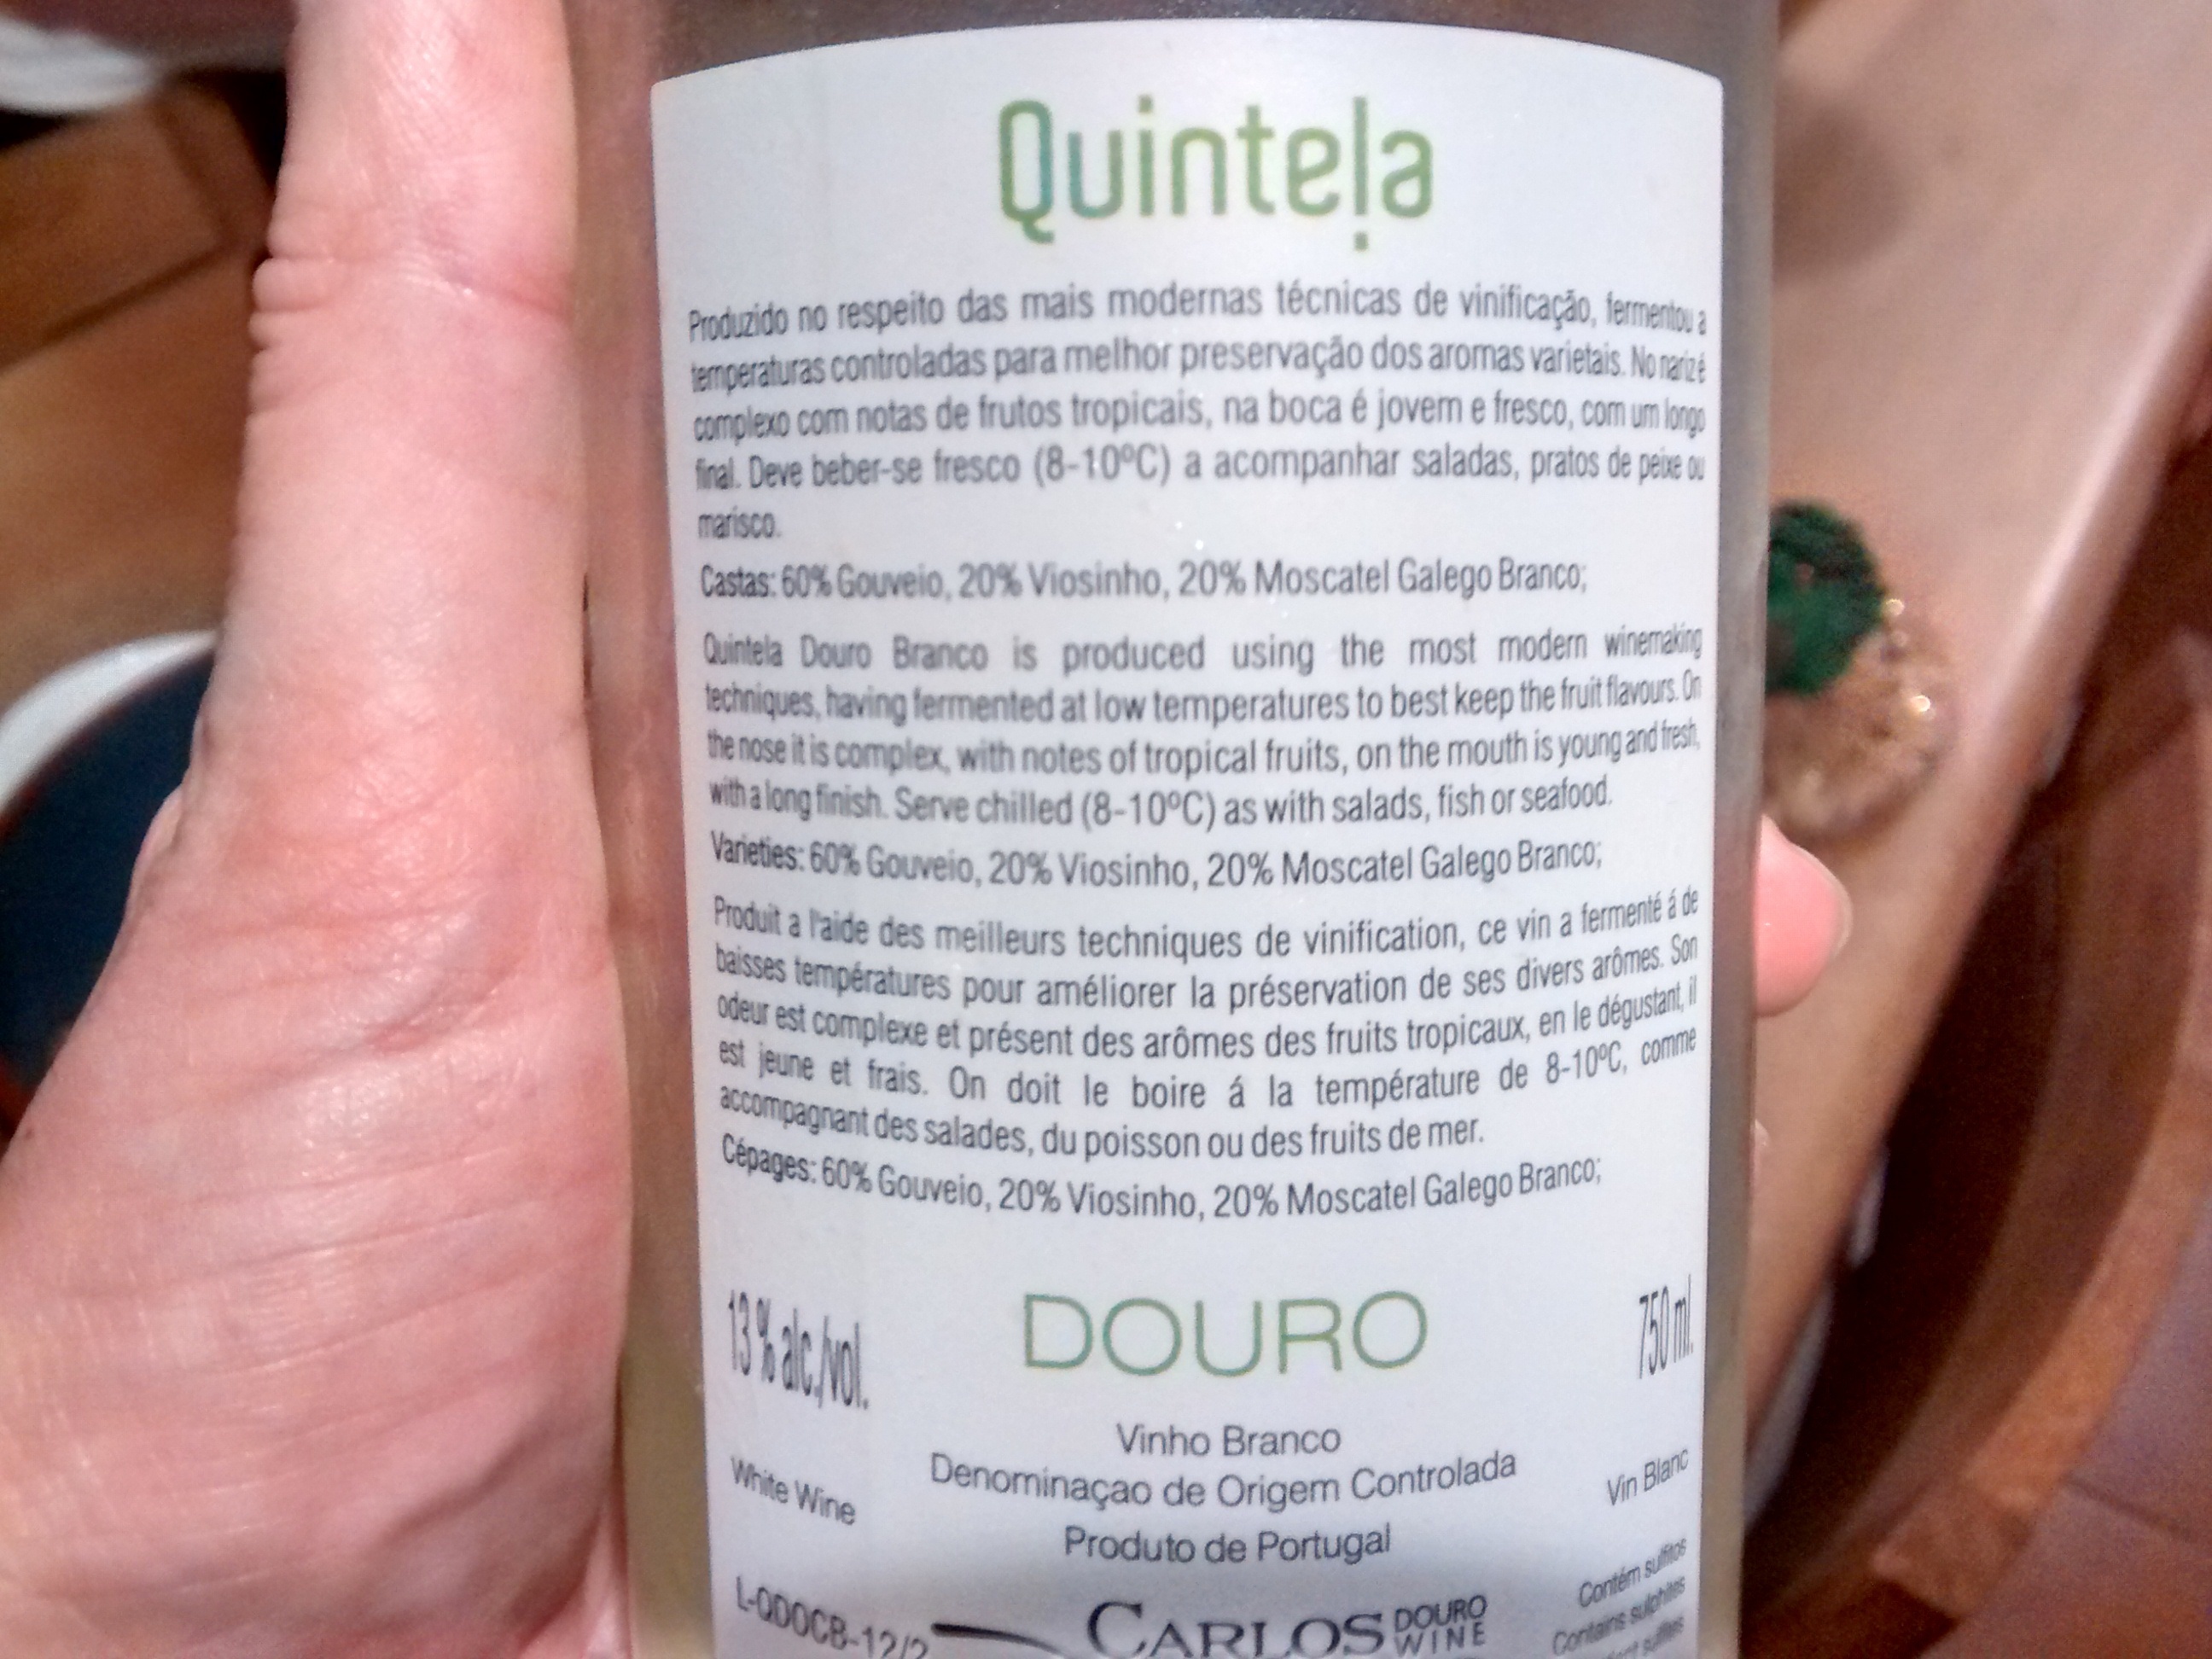 Quintela
Produzido no respeito das mais modernas técnicas de vinificação, fermentou a
temperaturas controladas para melhor preservação dos aromas varietais. No nariz é
complexo com notas de frutos tropicais, na boca é jovem e fresco, com um longo
final. Deve beber-se fresco (8-10ºC) a acompanhar saladas, pratos de peixe ou
marisco.
Castas: 60% Gouveio, 20% Viosinho, 20% Moscatel Galego Branco;
Quintela Douro Branco is produced using the most modern winemaking
techniques, having fermented at low temperatures to best keep the fruit flavours. On
the nose it is complex, with notes of tropical fruits, on the mouth is young and fresh,
with a long finish. Serve chilled (8-10ºC) as with salads, fish or seafood.
Varieties: 60% Gouveio, 20% Viosinho, 20% Moscatel Galego Branco;
Produit a l'aide des meilleurs techniques de vinification, ce vin a fermenté á de
baisses températures pour améliorer la préservation de ses divers arômes. Son
odeur est complexe et présent des arômes des fruits tropicaux, en le dégustant, il
est jeune et frais. On doit le boire á la température de 8-10ºC, comme
accompagnant des salades, du poisson ou des fruits de mer.
Cépages: 60% Gouveio, 20% Viosinho, 20% Moscatel Galego Branco;
13 % alc./vol.
DOURO
750 ml.
Vinho Branco
Denominaçao de Origem Controlada
Produto de Portugal
White Wine
Vin Blanc
L-QDOCB-12/2
CARLOS DOURO WINE
Contém sulfitos
Contains sulphites
sulfites